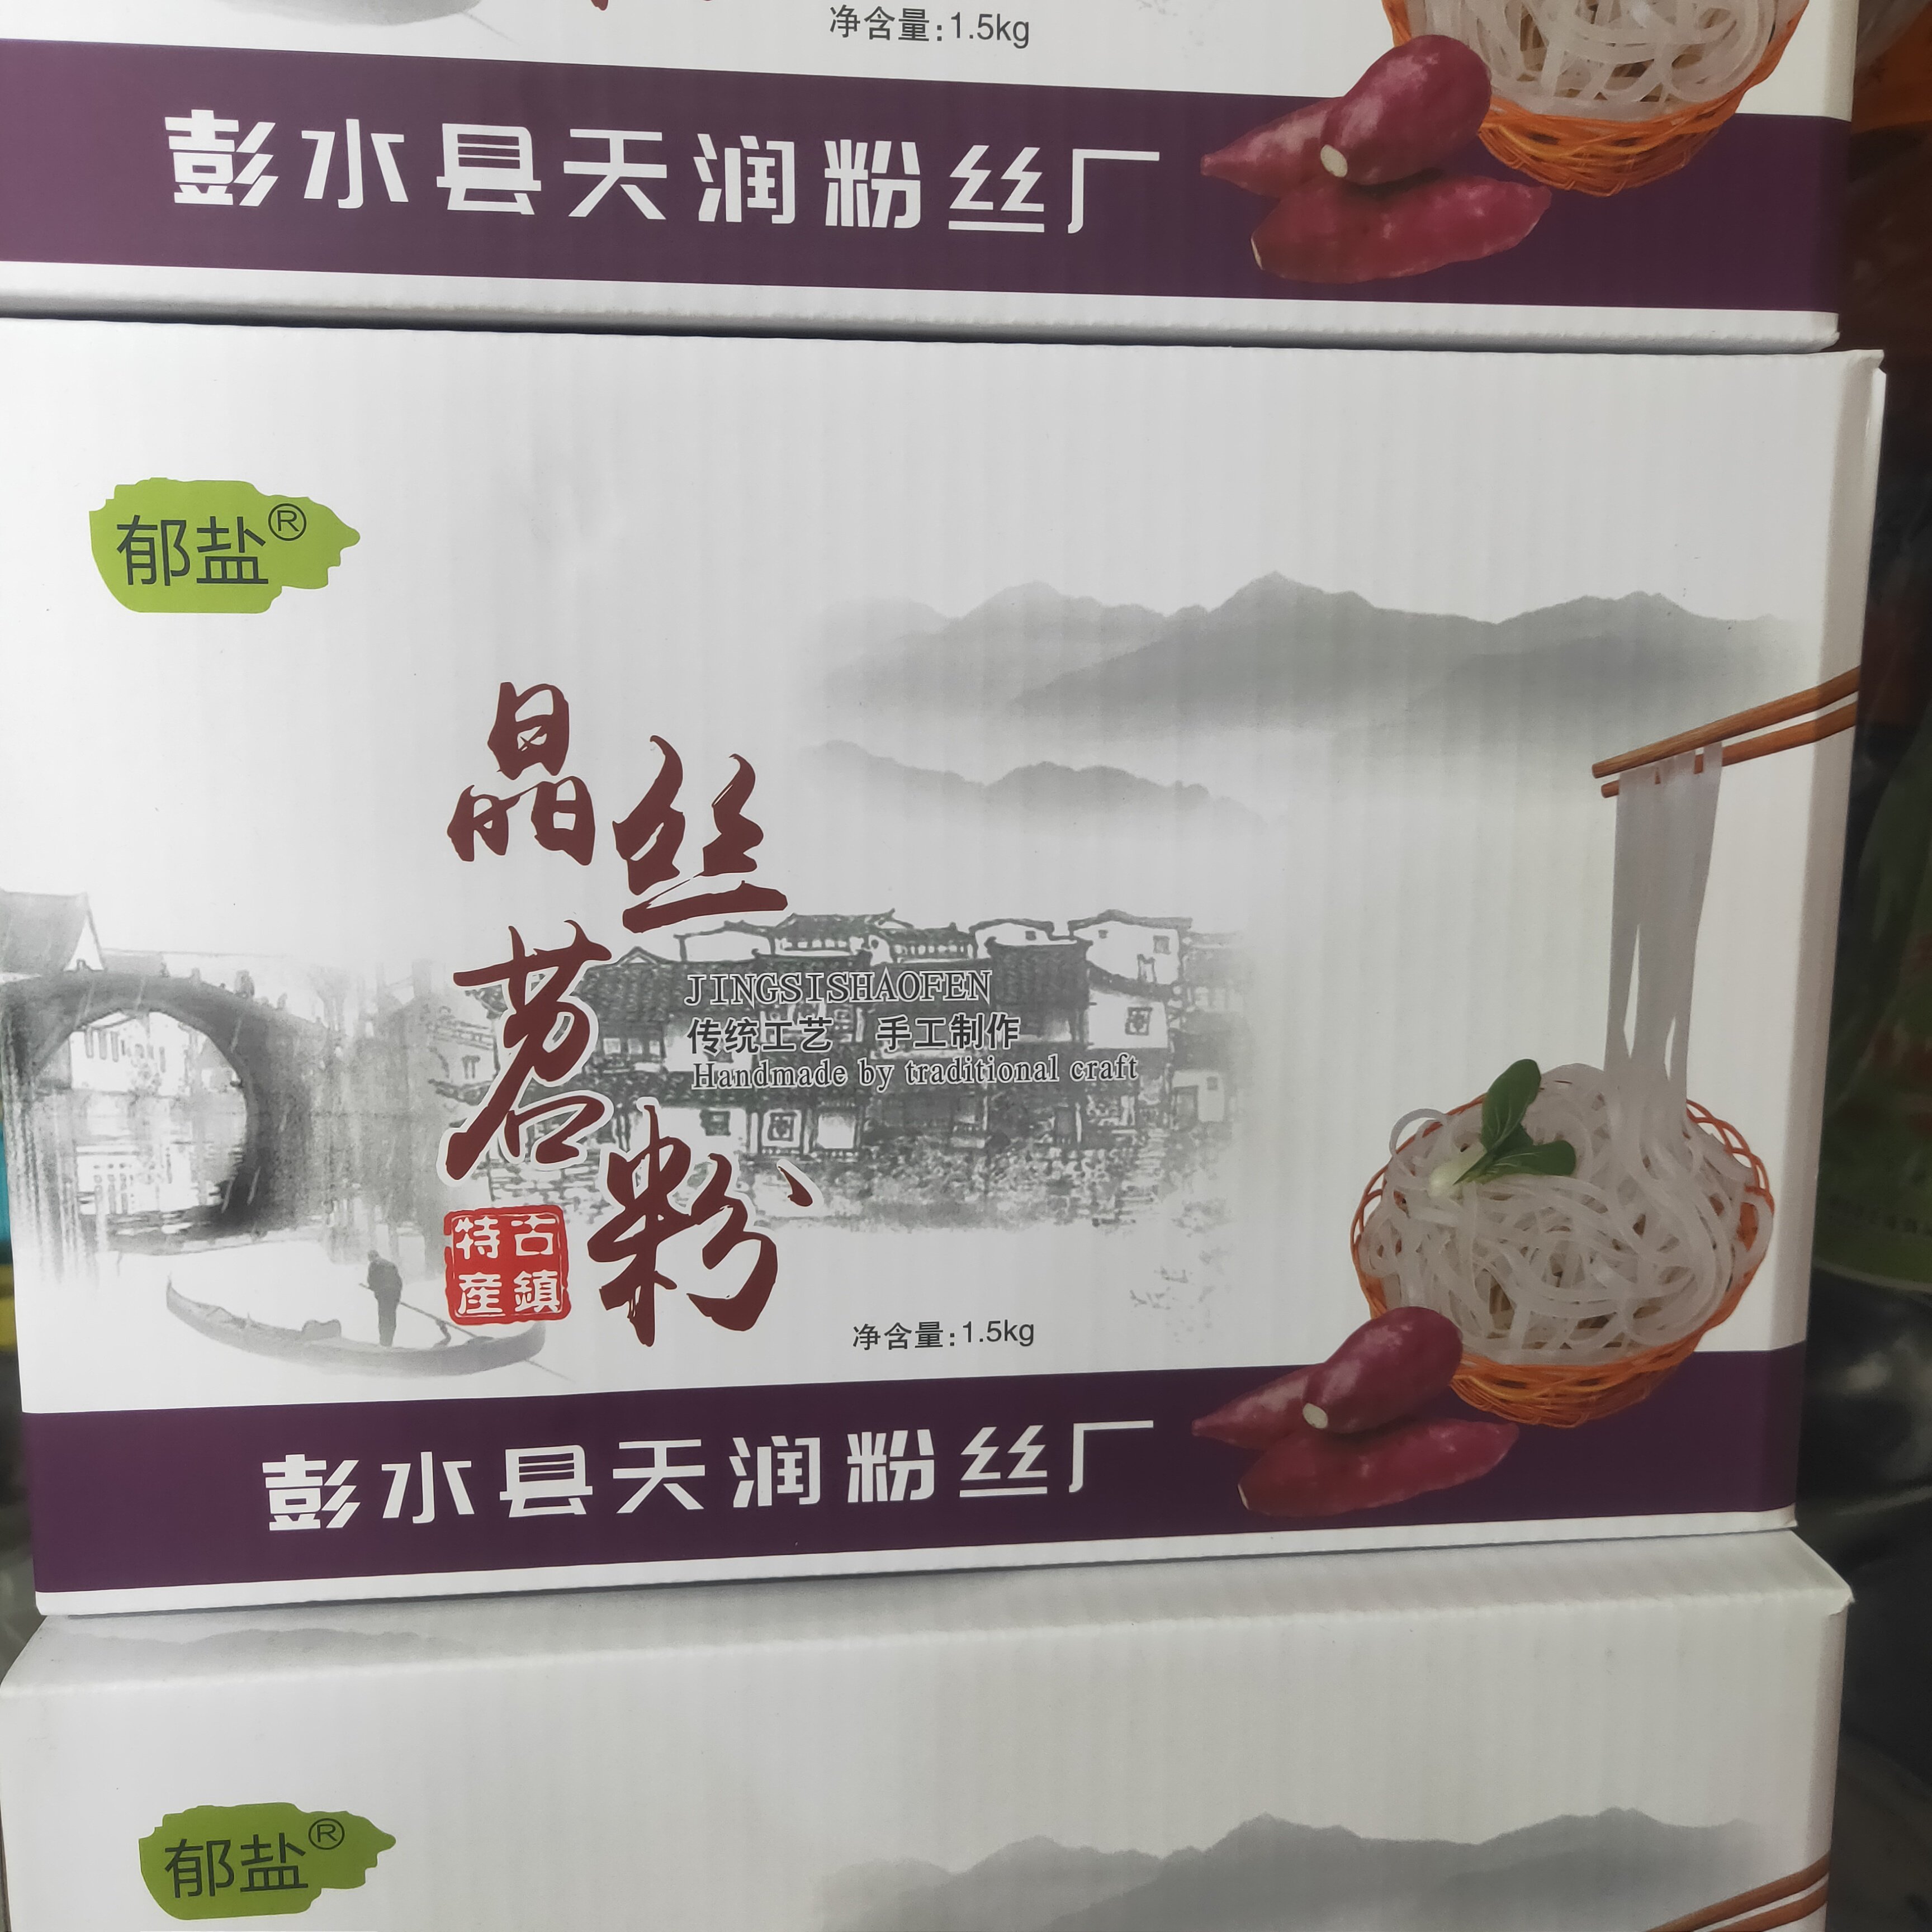 净含量:1.5kg
彭水县天润粉丝厂
郁盐®
晶丝苕粉
JINGSISHAOFEN
传统工艺 手工制作
Handmade by traditional craft
古鎮
特産
净含量:1.5kg
彭水县天润粉丝厂
郁盐®